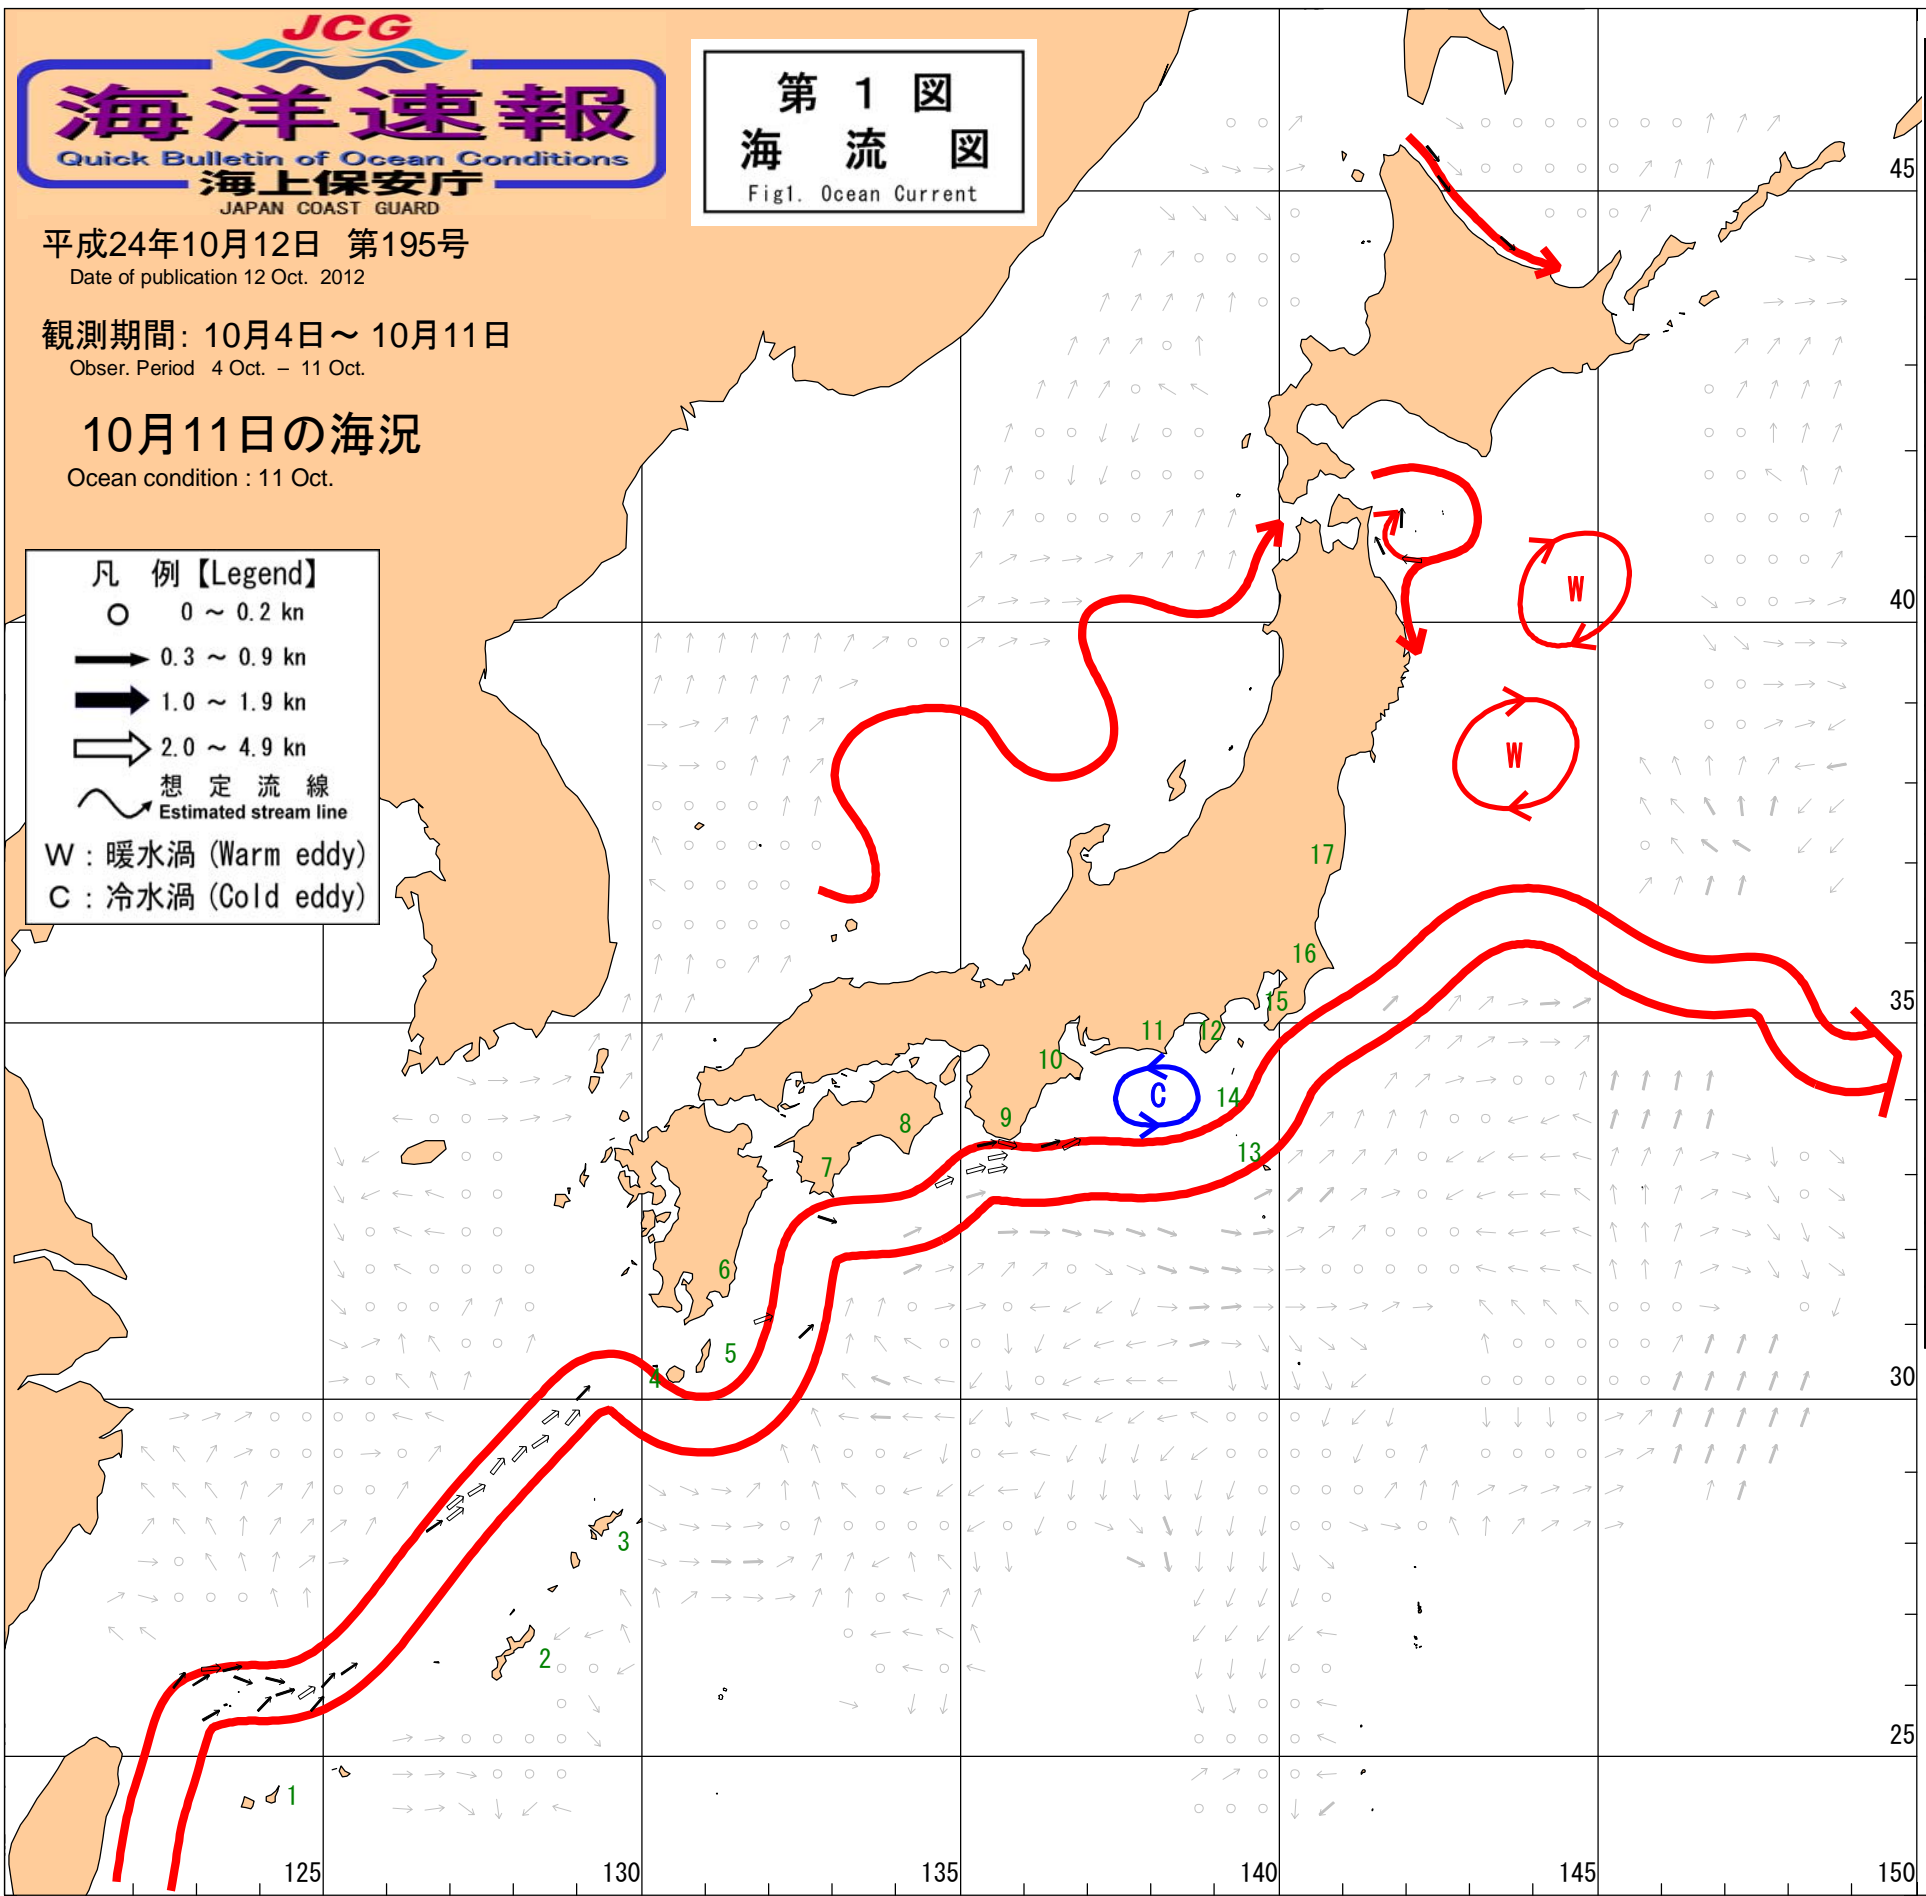 JCG
海洋速報
Quick Bulletin of Ocean Conditions
海上保安庁
JAPAN COAST GUARD
第 1 図
海 流 図
Fig1. Ocean Current
平成24年10月12日 第195号
Date of publication 12 Oct. 2012
観測期間: 10月4日～ 10月11日
Obser. Period 4 Oct. – 11 Oct.
10月11日の海況
Ocean condition : 11 Oct.
凡 例【Legend】
0 ～ 0.2 kn
0.3 ～ 0.9 kn
1.0 ～ 1.9 kn
2.0 ～ 4.9 kn
想 定 流 線
Estimated stream line
W : 暖水渦 (Warm eddy)
C : 冷水渦 (Cold eddy)
45
40
W
W
17
16
35
15
12
11
10
C
14
9
8
13
7
6
5
4
30
3
2
25
1
125
130
135
140
145
150